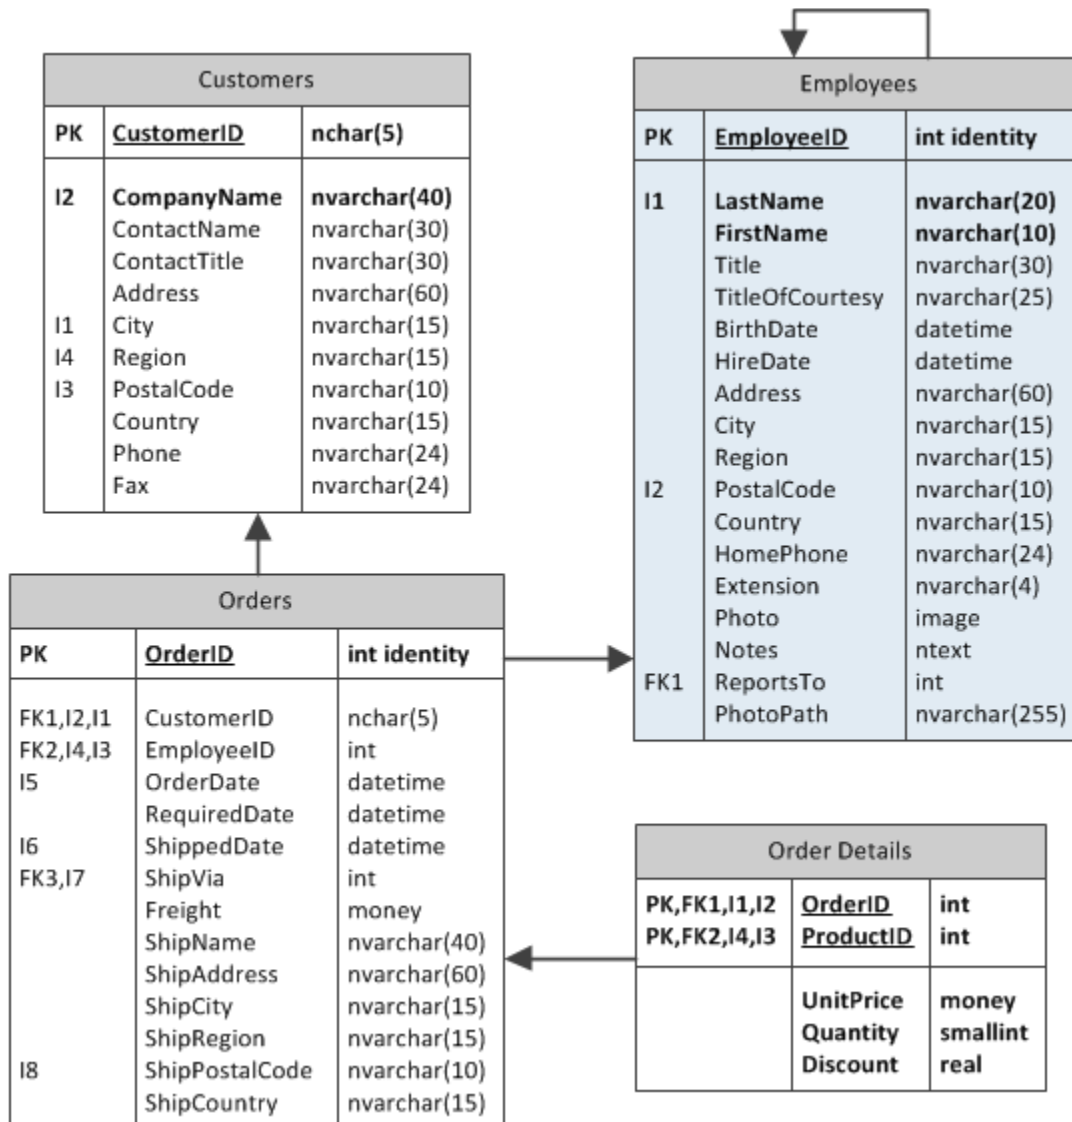 Customers
PK CustomerID nchar(5)
I2 CompanyName nvarchar(40)
ContactName nvarchar(30)
ContactTitle nvarchar(30)
Address nvarchar(60)
I1 City nvarchar(15)
I4 Region nvarchar(15)
I3 PostalCode nvarchar(10)
Country nvarchar(15)
Phone nvarchar(24)
Fax nvarchar(24)
Employees
PK EmployeeID int identity
I1 LastName nvarchar(20)
FirstName nvarchar(10)
Title nvarchar(30)
TitleOfCourtesy nvarchar(25)
BirthDate datetime
HireDate datetime
Address nvarchar(60)
City nvarchar(15)
Region nvarchar(15)
I2 PostalCode nvarchar(10)
Country nvarchar(15)
HomePhone nvarchar(24)
Extension nvarchar(4)
Photo image
Notes ntext
FK1 ReportsTo int
PhotoPath nvarchar(255)
Orders
PK OrderID int identity
FK1,I2,I1 CustomerID nchar(5)
FK2,I4,I3 EmployeeID int
I5 OrderDate datetime
RequiredDate datetime
I6 ShippedDate datetime
FK3,I7 ShipVia int
Freight money
ShipName nvarchar(40)
ShipAddress nvarchar(60)
ShipCity nvarchar(15)
ShipRegion nvarchar(15)
I8 ShipPostalCode nvarchar(10)
ShipCountry nvarchar(15)
Order Details
PK,FK1,I1,I2 OrderID int
PK,FK2,I4,I3 ProductID int
UnitPrice money
Quantity smallint
Discount real